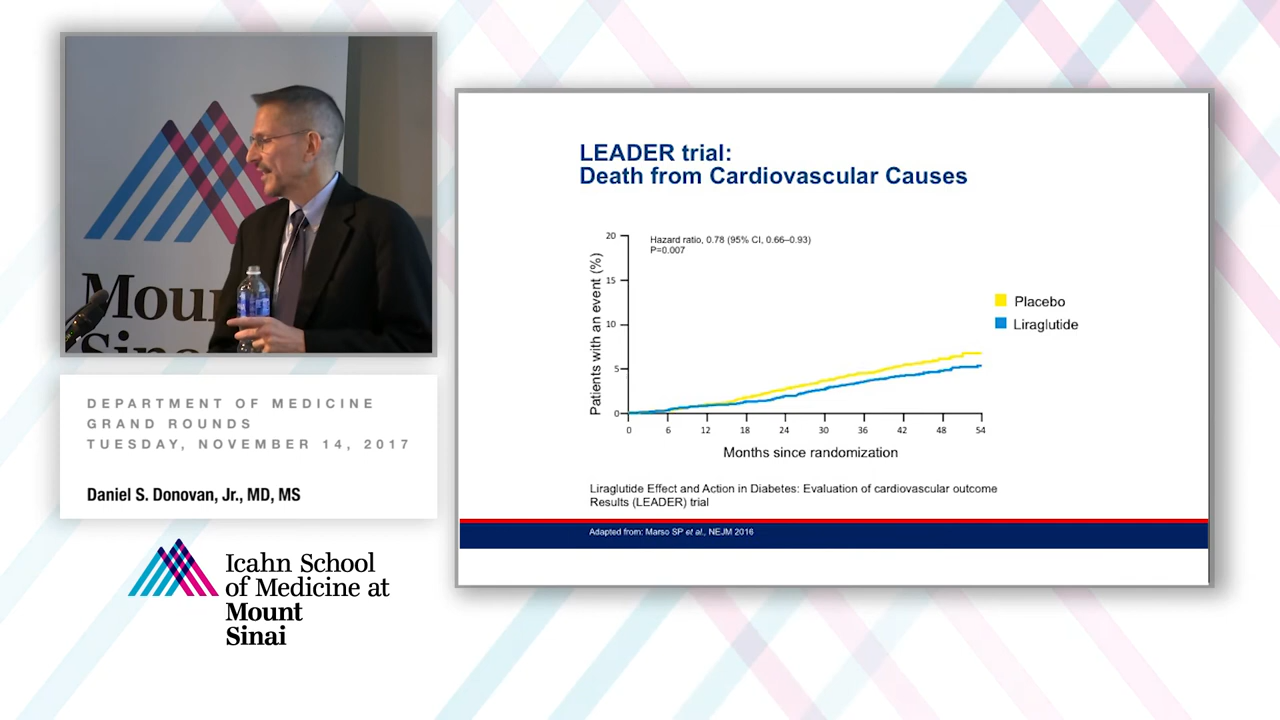 Mount
Sinai
DEPARTMENT OF MEDICINE
GRAND ROUNDS
TUESDAY, NOVEMBER 14, 2017
Daniel S. Donovan, Jr., MD, MS
Icahn School
of Medicine at
Mount
Sinai
LEADER trial:
Death from Cardiovascular Causes
Hazard ratio, 0.78 (95% CI, 0.66–0.93)
P=0.007
Patients with an event (%)
20
15
10
5
0
0 6 12 18 24 30 36 42 48 54
Months since randomization
Placebo
Liraglutide
Liraglutide Effect and Action in Diabetes: Evaluation of cardiovascular outcome
Results (LEADER) trial
Adapted from: Marso SP et al., NEJM 2016